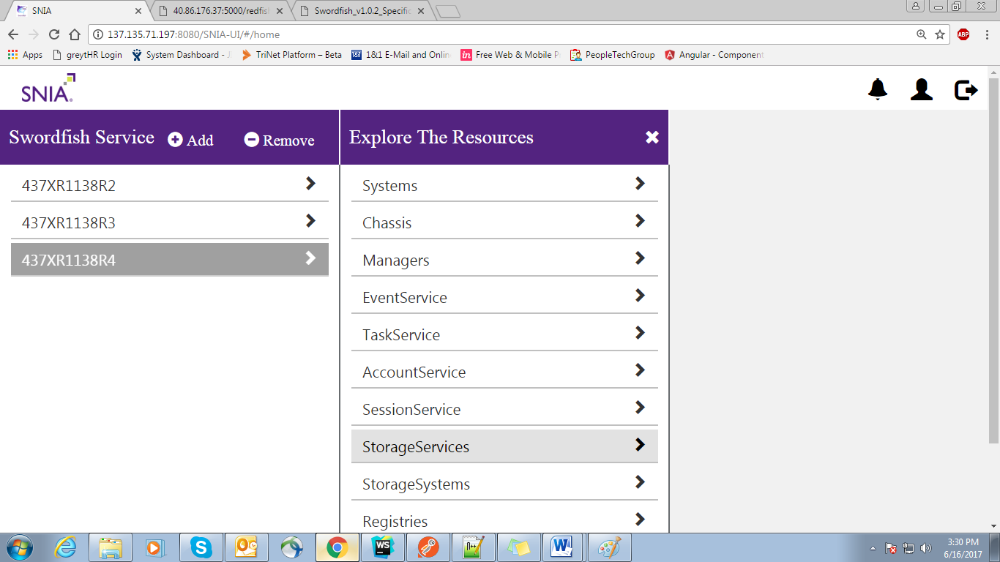 SNIA
40.86.176.37:5000/redfish
Swordfish_v1.0.2_Specific
137.135.71.197:8080/SNIA-UI/#/home
ABP
Apps
greytHR Login
System Dashboard - J
TriNet Platform – Beta
1&1 E-Mail and Onlin
Free Web & Mobile P
PeopleTechGroup
Angular - Component
SNIA
Swordfish Service
Add
Remove
Explore The Resources
437XR1138R2
437XR1138R3
437XR1138R4
Systems
Chassis
Managers
EventService
TaskService
AccountService
SessionService
StorageServices
StorageSystems
Registries
3:30 PM
6/16/2017